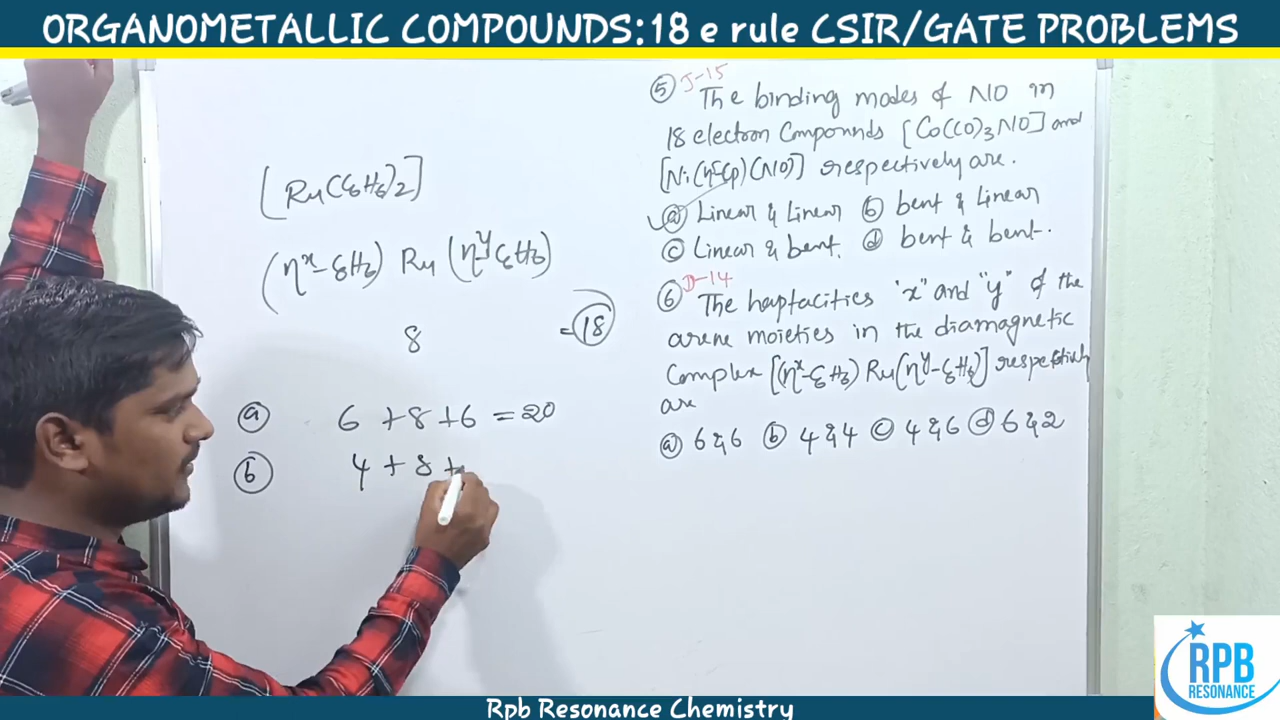 ORGANOMETALLIC COMPOUNDS:18 e rule CSIR/GATE PROBLEMS
[Ru(C6H6)2]
(η^x-C6H6) Ru (η^y-C6H6)
8 = 18
ⓐ 6 + 8 + 6 = 20
ⓑ 4 + 8 +
⑤ J-15
The binding modes of NO in
18 electron Compounds [Co(CO)3 NO] and
[Ni(η5-Cp)(NO)] respectively are.
ⓐ Linear & Linear ⓑ bent & Linear
ⓒ Linear & bent. ⓓ bent & bent.
⑥ D-14
The haptacities "x" and "y" of the
arene moieties in the diamagnetic
Complex [(η^x-C6H6) Ru(η^y-C6H6)] respectively
are
ⓐ 6 & 6 ⓑ 4 & 4 ⓒ 4 & 6 ⓓ 6 & 2
RPB
RESONANCE
Rpb Resonance Chemistry